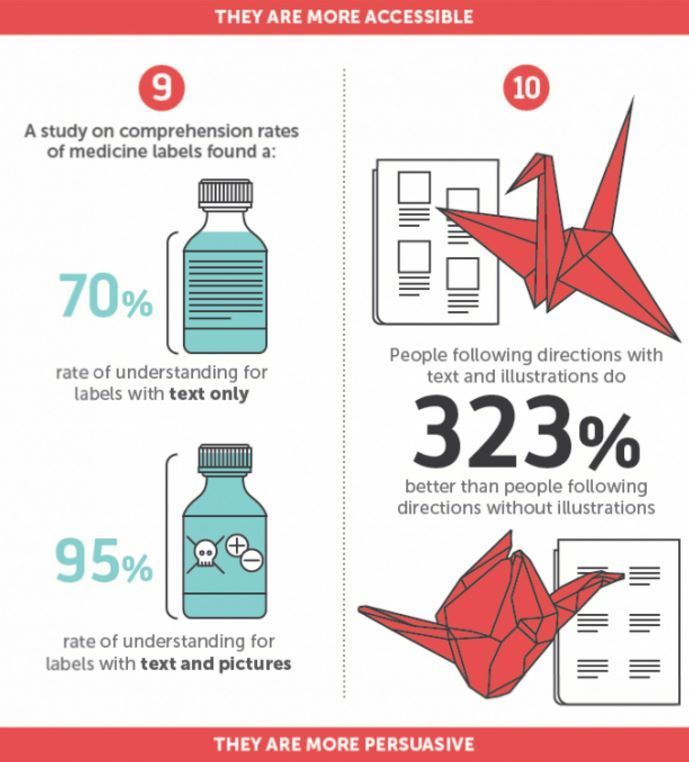 THEY ARE MORE ACCESSIBLE
9
A study on comprehension rates
of medicine labels found a:
70%
rate of understanding for
labels with text only
95%
rate of understanding for
labels with text and pictures
10
People following directions with
text and illustrations do
323%
better than people following
directions without illustrations
THEY ARE MORE PERSUASIVE